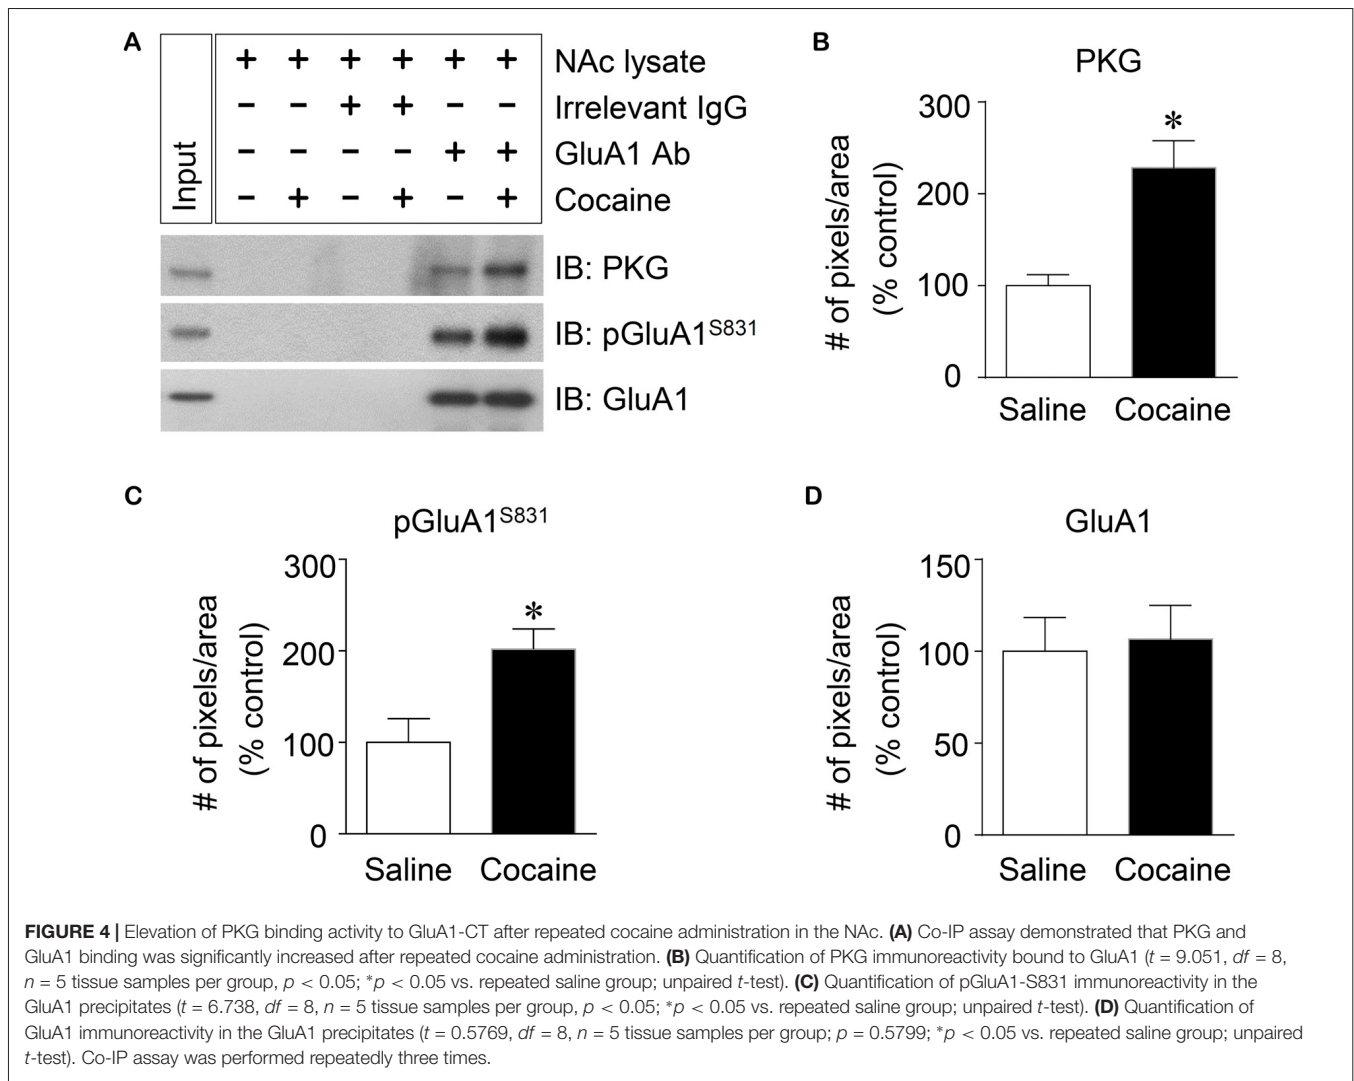 A
Input
+ + + + + + NAc lysate
− − + + − − Irrelevant IgG
− − − − + + GluA1 Ab
− + − + − + Cocaine
IB: PKG
IB: pGluA1S831
IB: GluA1
B
PKG
# of pixels/area
(% control)
300
200
100
0
*
Saline Cocaine
C
pGluA1S831
# of pixels/area
(% control)
300
200
100
0
*
Saline Cocaine
D
GluA1
# of pixels/area
(% control)
150
100
50
0
Saline Cocaine
FIGURE 4 | Elevation of PKG binding activity to GluA1-CT after repeated cocaine administration in the NAc. (A) Co-IP assay demonstrated that PKG and
GluA1 binding was significantly increased after repeated cocaine administration. (B) Quantification of PKG immunoreactivity bound to GluA1 (t = 9.051, df = 8,
n = 5 tissue samples per group, p < 0.05; *p < 0.05 vs. repeated saline group; unpaired t-test). (C) Quantification of pGluA1-S831 immunoreactivity in the
GluA1 precipitates (t = 6.738, df = 8, n = 5 tissue samples per group, p < 0.05; *p < 0.05 vs. repeated saline group; unpaired t-test). (D) Quantification of
GluA1 immunoreactivity in the GluA1 precipitates (t = 0.5769, df = 8, n = 5 tissue samples per group; p = 0.5799; *p < 0.05 vs. repeated saline group; unpaired
t-test). Co-IP assay was performed repeatedly three times.